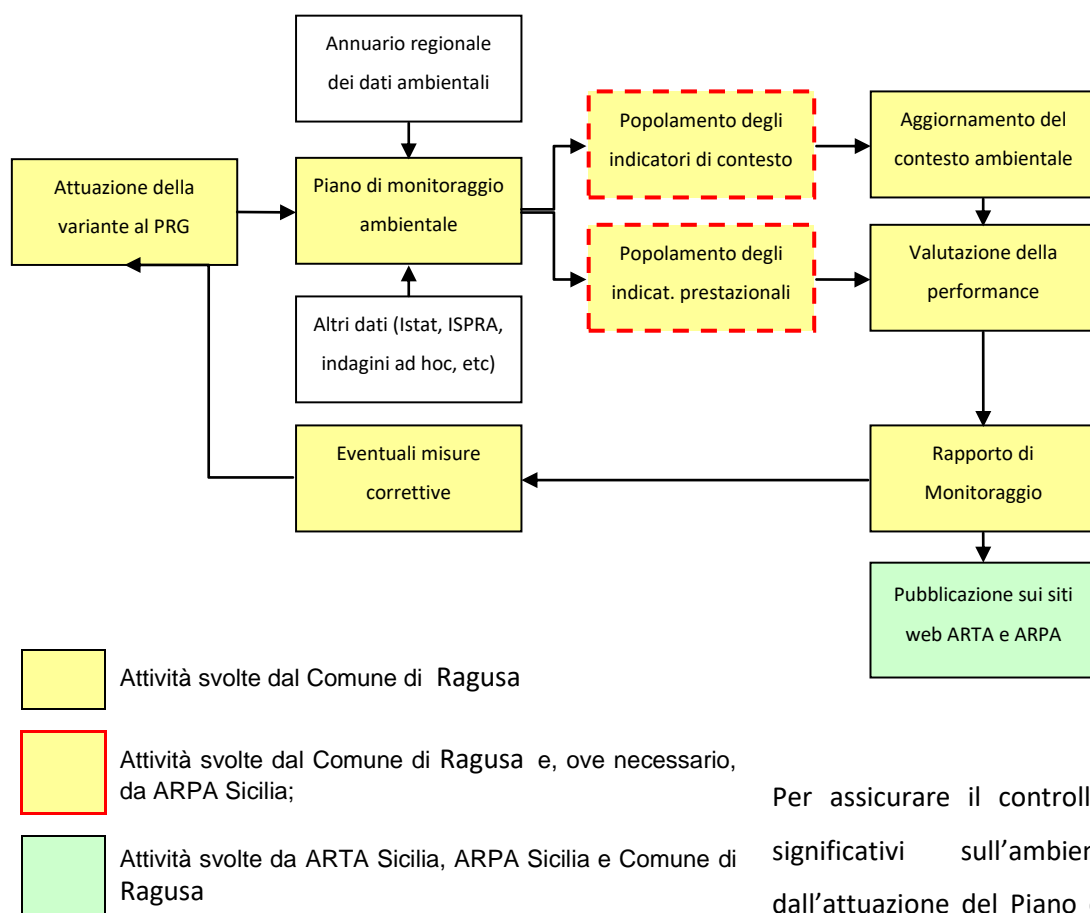 Annuario regionale
dei dati ambientali
Popolamento degli
indicatori di contesto
Aggiornamento del
contesto ambientale
Attuazione della
variante al PRG
Piano di monitoraggio
ambientale
Popolamento degli
indicat. prestazionali
Valutazione della
performance
Altri dati (Istat, ISPRA,
indagini ad hoc, etc)
Eventuali misure
correttive
Rapporto di
Monitoraggio
Pubblicazione sui siti
web ARTA e ARPA
Attività svolte dal Comune di Ragusa
Attività svolte dal Comune di Ragusa e, ove necessario,
da ARPA Sicilia;
Attività svolte da ARTA Sicilia, ARPA Sicilia e Comune di
Ragusa
Per assicurare il
significativi
dall'attuazione del Piano